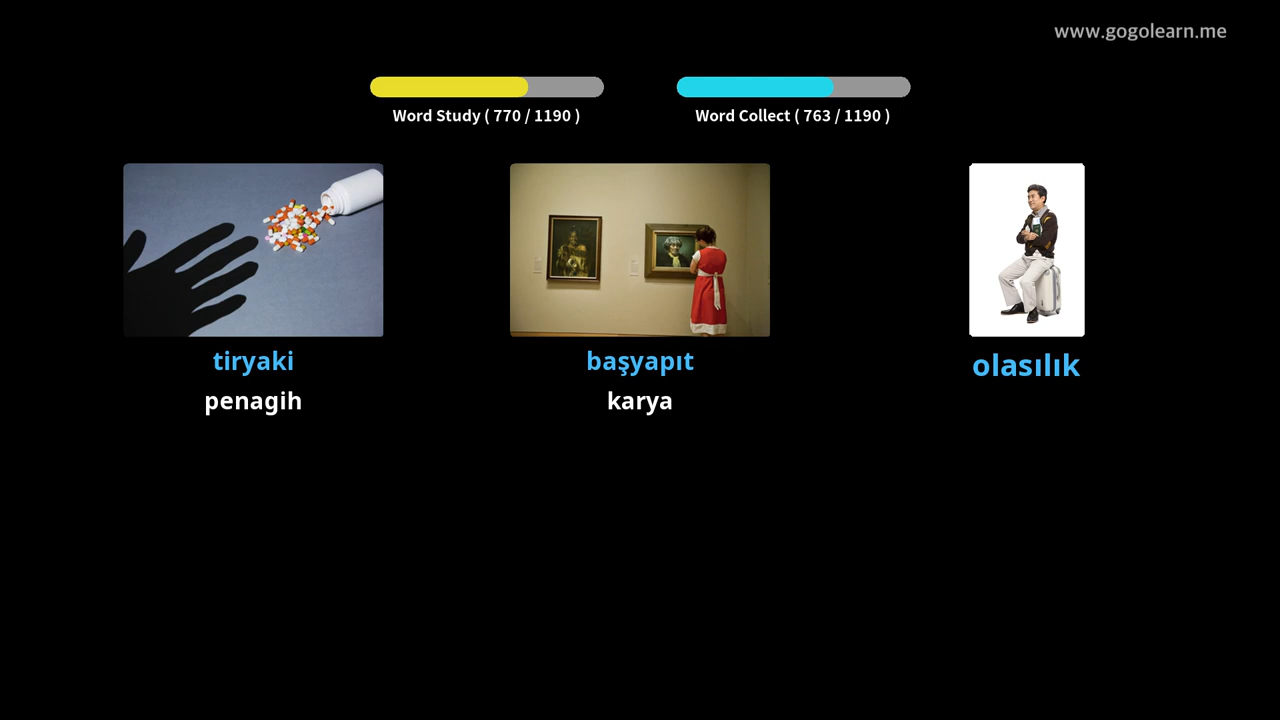 www.gogolearn.me
Word Study ( 770 / 1190 )
Word Collect ( 763 / 1190 )
tiryaki
penagih
başyapıt
karya
olasılık